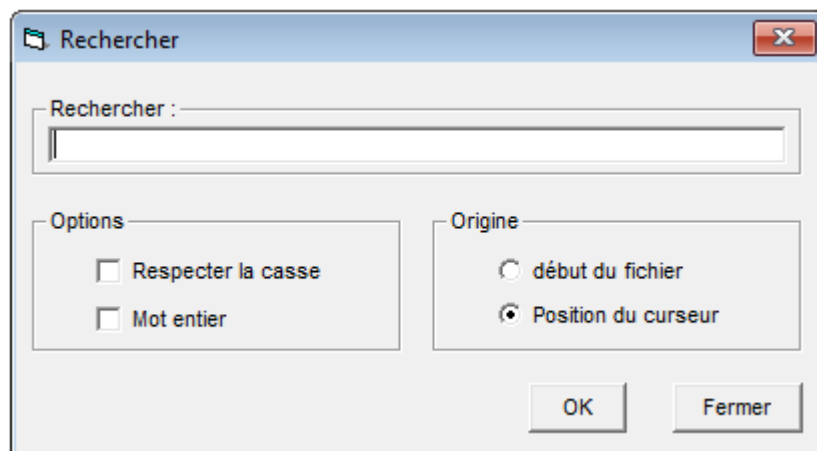 Rechercher
Rechercher :
Options
Origine
Respecter la casse
début du fichier
Mot entier
Position du curseur
OK
Fermer